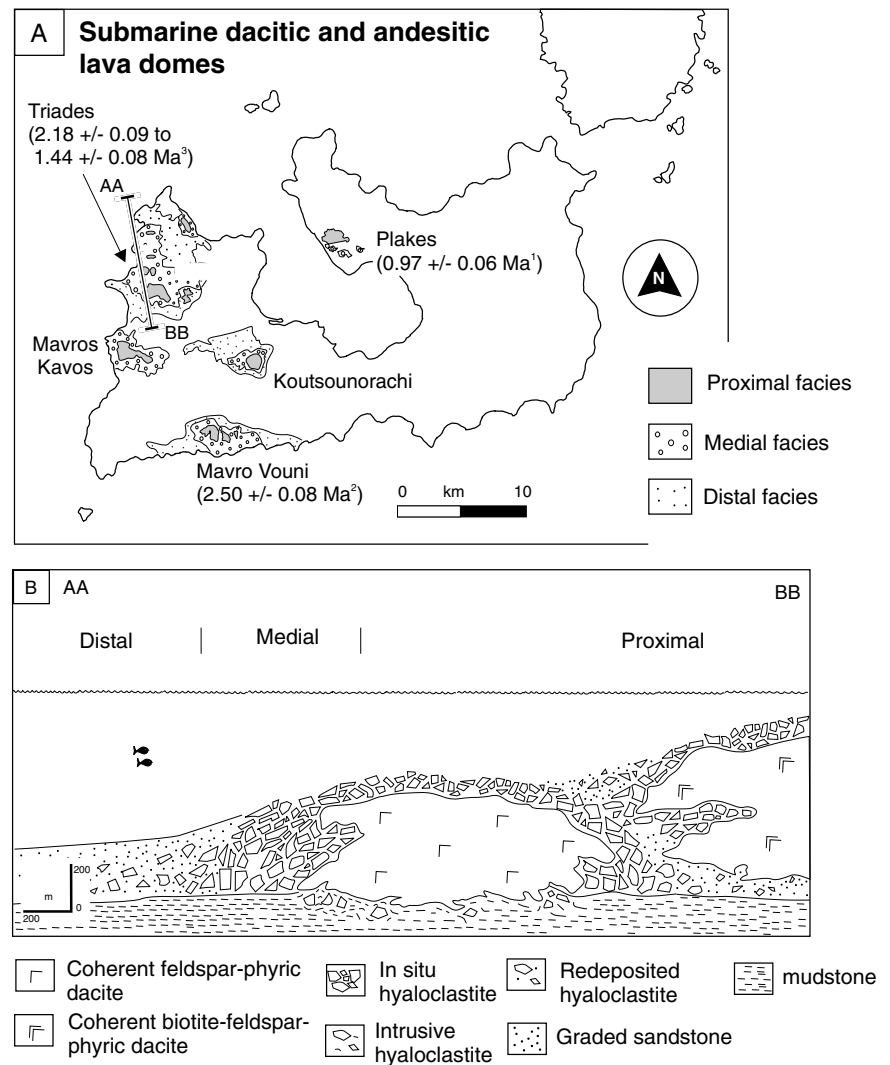 A
Submarine dacitic and andesitic
lava domes
Triades
(2.18 +/- 0.09 to
1.44 +/- 0.08 Ma³)
AA
BB
Plakes
(0.97 +/- 0.06 Ma¹)
N
Mavros
Kavos
Koutsounorachi
Mavro Vouni
(2.50 +/- 0.08 Ma²)
0 km 10
Proximal facies
Medial facies
Distal facies
B AA BB
Distal Medial Proximal
200
m
0
200
Coherent feldspar-phyric
dacite
Coherent biotite-feldspar-
phyric dacite
In situ
hyaloclastite
Intrusive
hyaloclastite
Redeposited
hyaloclastite
Graded sandstone
mudstone